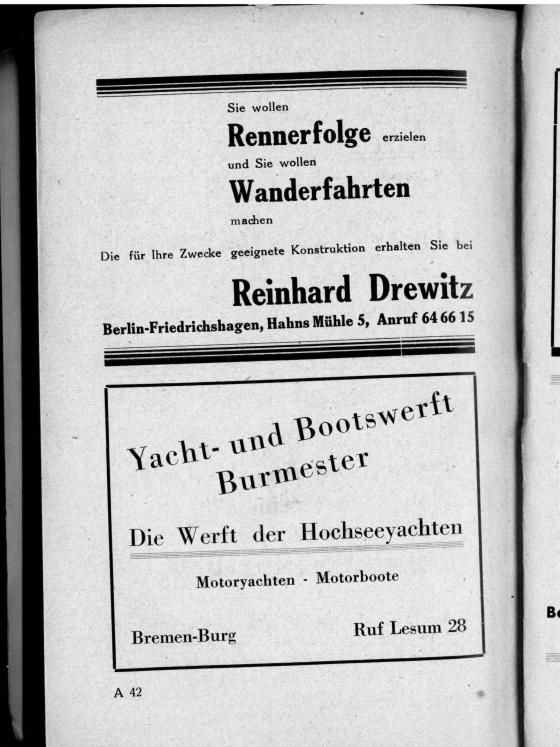 Sie wollen
Rennerfolge erzielen
und Sie wollen
Wanderfahrten
machen
Die für Ihre Zwecke geeignete Konstruktion erhalten Sie bei
Reinhard Drewitz
Berlin-Friedrichshagen, Hahns Mühle 5, Anruf 64 66 15
Yacht- und Bootswerft
Burmester
Die Werft der Hochseeyachten
Motoryachten - Motorboote
Bremen-Burg Ruf Lesum 28
A 42